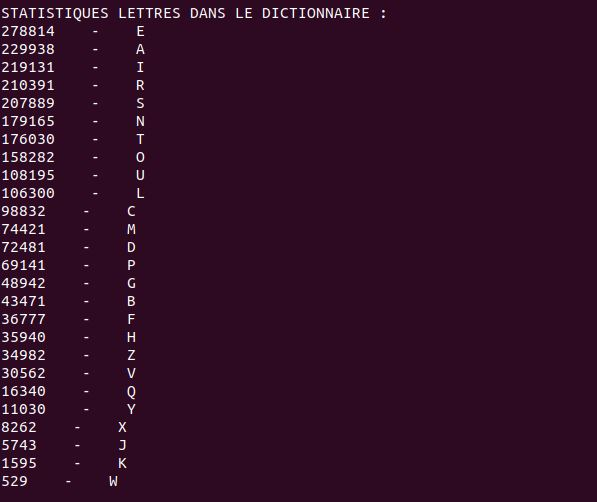 STATISTIQUES LETTRES DANS LE DICTIONNAIRE :
278814    -    E
229938    -    A
219131    -    I
210391    -    R
207889    -    S
179165    -    N
176030    -    T
158282    -    O
108195    -    U
106300    -    L
98832    -    C
74421    -    M
72481    -    D
69141    -    P
48942    -    G
43471    -    B
36777    -    F
35940    -    H
34982    -    Z
30562    -    V
16340    -    Q
11030    -    Y
8262    -    X
5743    -    J
1595    -    K
529    -    W